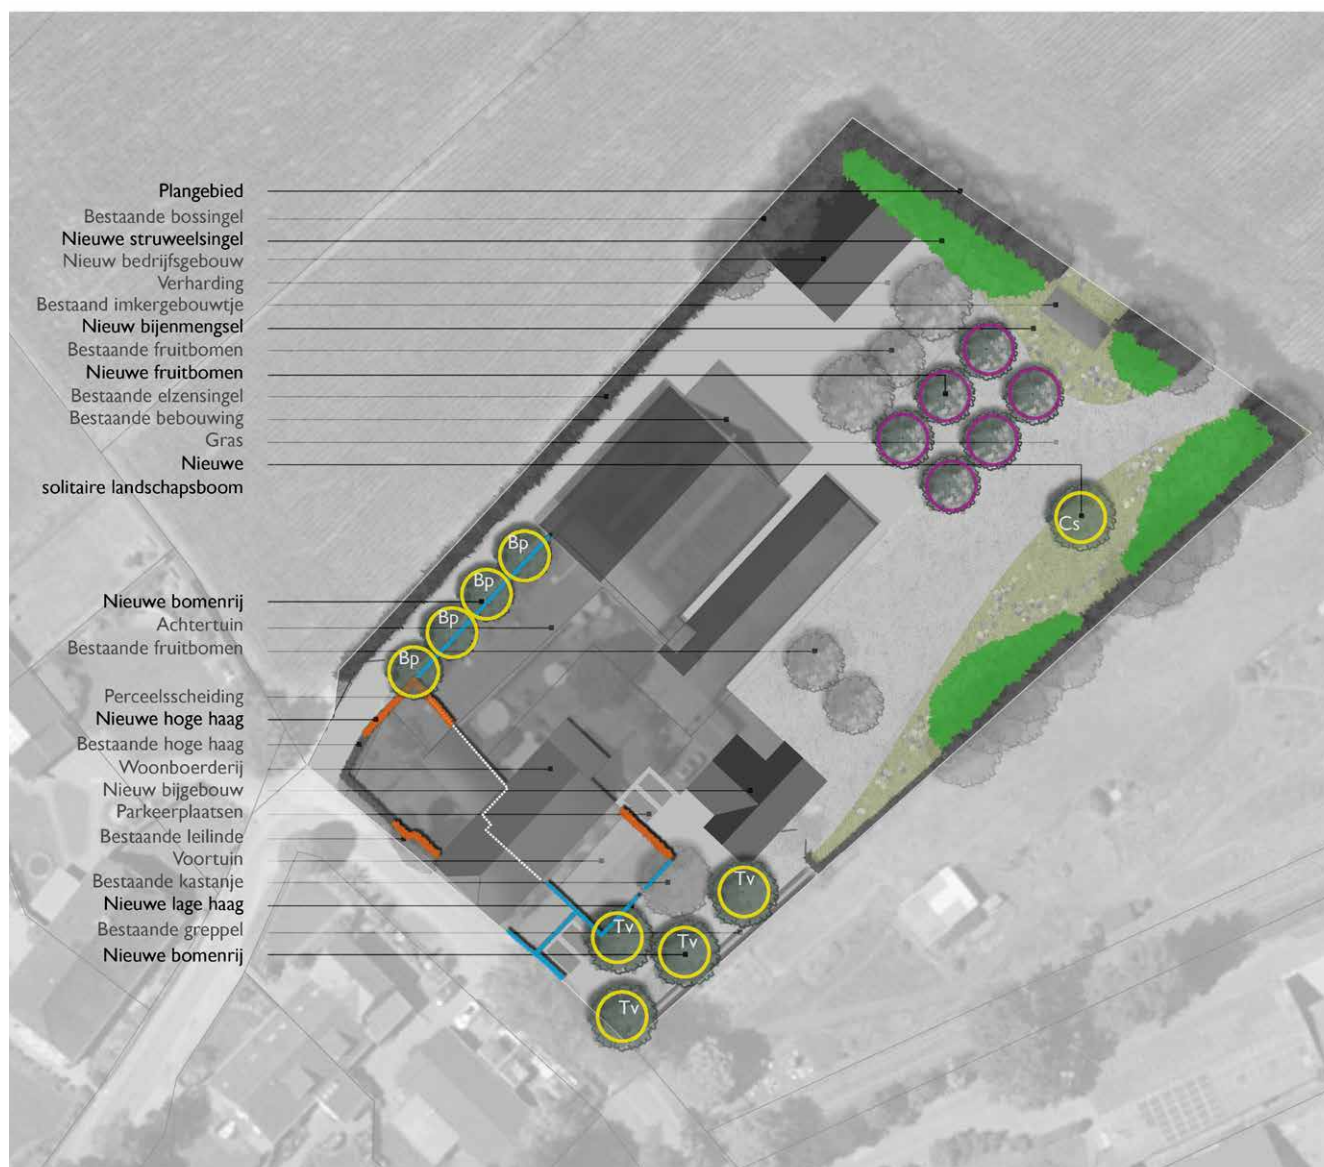 Plangebied
Bestaande bossingel
Nieuwe struweelsingel
Nieuw bedrijfsgebouw
Verharding
Bestaand imkergebouwtje
Nieuw bijenmengsel
Bestaande fruitbomen
Nieuwe fruitbomen
Bestaande elzensingel
Bestaande bebouwing
Gras
Nieuwe
solitaire landschapsboom
Cs
Bp
Bp
Bp
Bp
Nieuwe bomenrij
Achtertuin
Bestaande fruitbomen
Perceelsscheiding
Nieuwe hoge haag
Bestaande hoge haag
Woonboerderij
Nieuw bijgebouw
Parkeerplaatsen
Bestaande leilinde
Voortuin
Bestaande kastanje
Nieuwe lage haag
Bestaande greppel
Nieuwe bomenrij
Tv
Tv
Tv
Tv